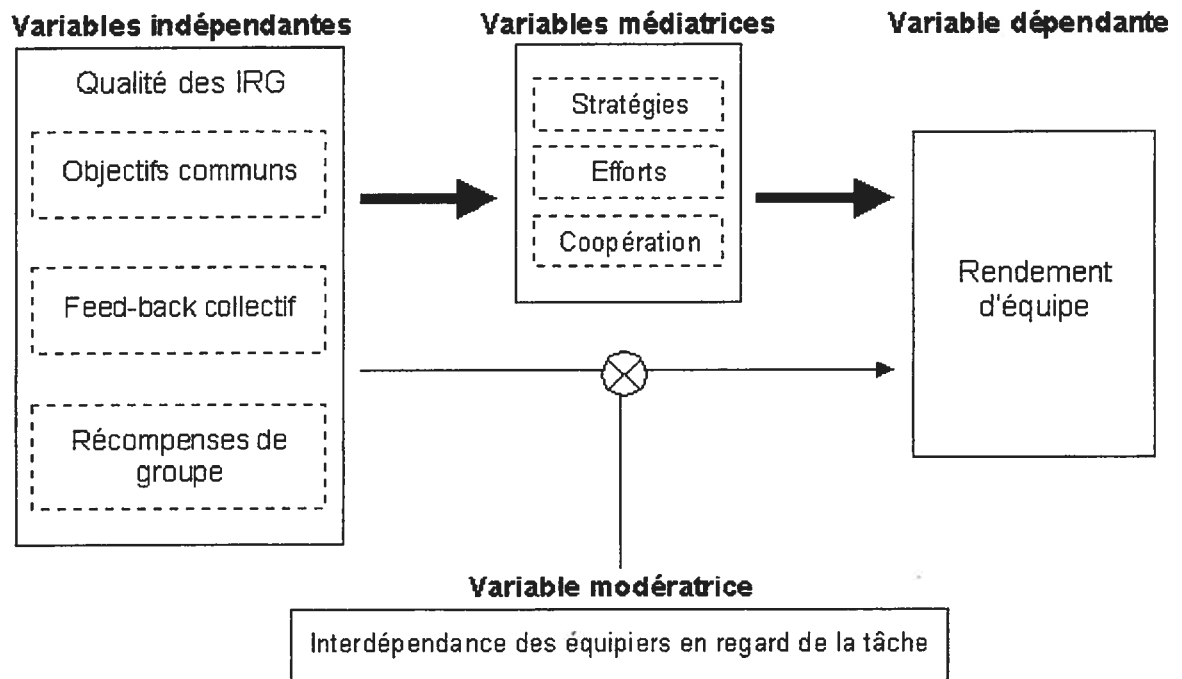 Variables indépendantes
Qualité des IRG
Objectifs communs
Feed-back collectif
Récompenses de
groupe
Variables médiatrices
Stratégies
Efforts
Coopération
Variable dépendante
Rendement
d'équipe
Variable modératrice
Interdépendance des équipiers en regard de la tâche